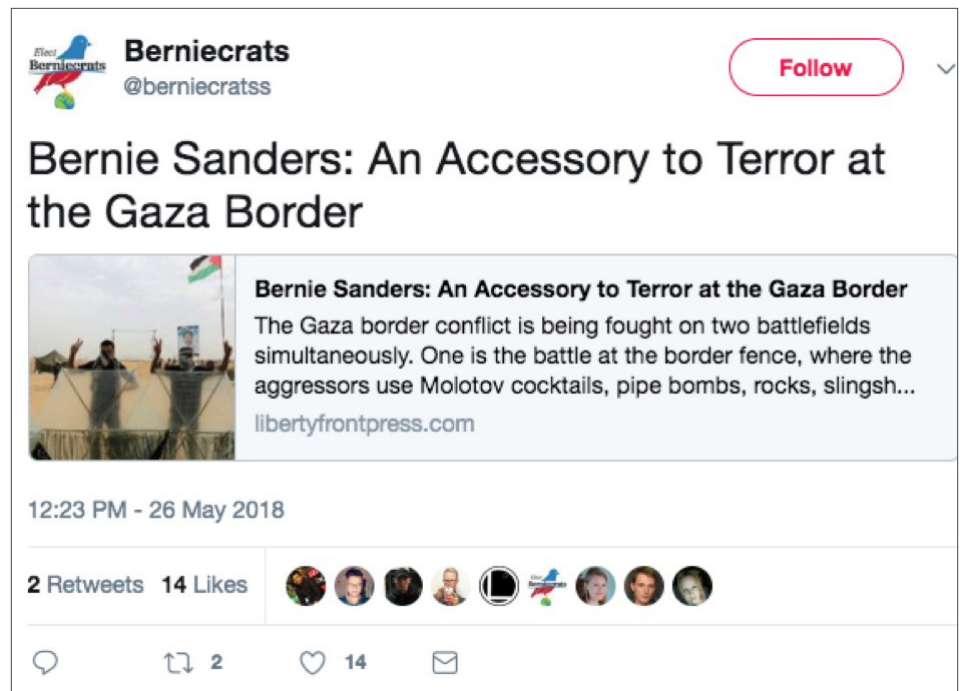 Elect
Berniecrats
Berniecrats
@berniecratss
Follow
Bernie Sanders: An Accessory to Terror at
the Gaza Border
Bernie Sanders: An Accessory to Terror at the Gaza Border
The Gaza border conflict is being fought on two battlefields
simultaneously. One is the battle at the border fence, where the
aggressors use Molotov cocktails, pipe bombs, rocks, slingsh...
libertyfrontpress.com
12:23 PM - 26 May 2018
2 Retweets 14 Likes
2 14